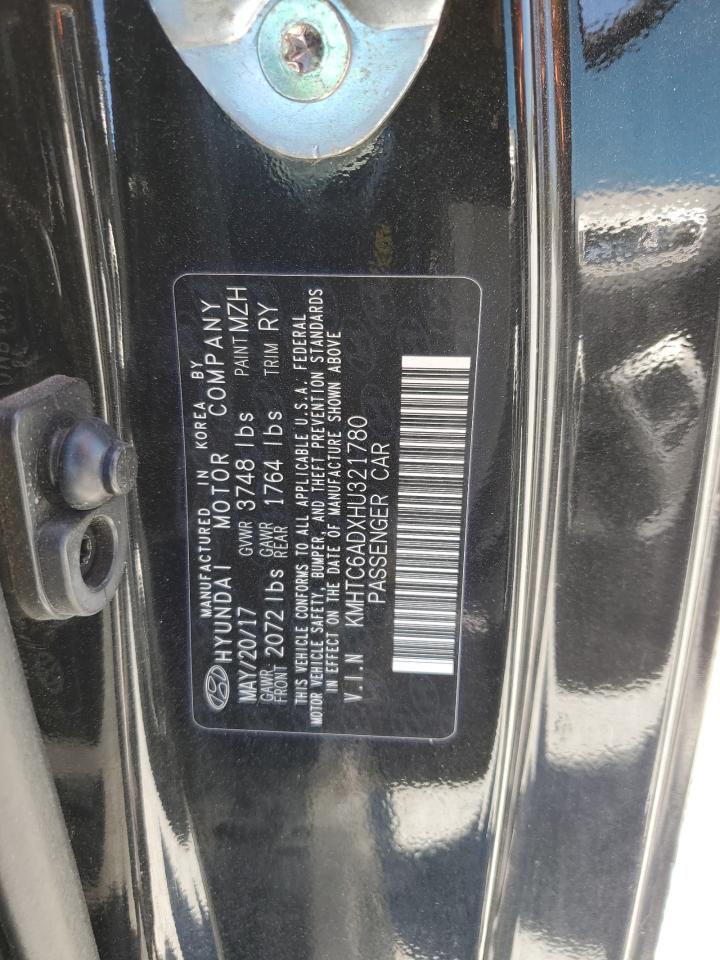 MANUFACTURED IN KOREA BY
HYUNDAI MOTOR COMPANY
MAY/20/17 GVWR 3748 lbs PAINT MZH
GAWR FRONT 2072 lbs GAWR REAR 1764 lbs TRIM RY
THIS VEHICLE CONFORMS TO ALL APPLICABLE U.S.A. FEDERAL
MOTOR VEHICLE SAFETY, BUMPER, AND THEFT PREVENTION STANDARDS
IN EFFECT ON THE DATE OF MANUFACTURE SHOWN ABOVE
V.I.N KMHTC6ADXHU321780
PASSENGER CAR